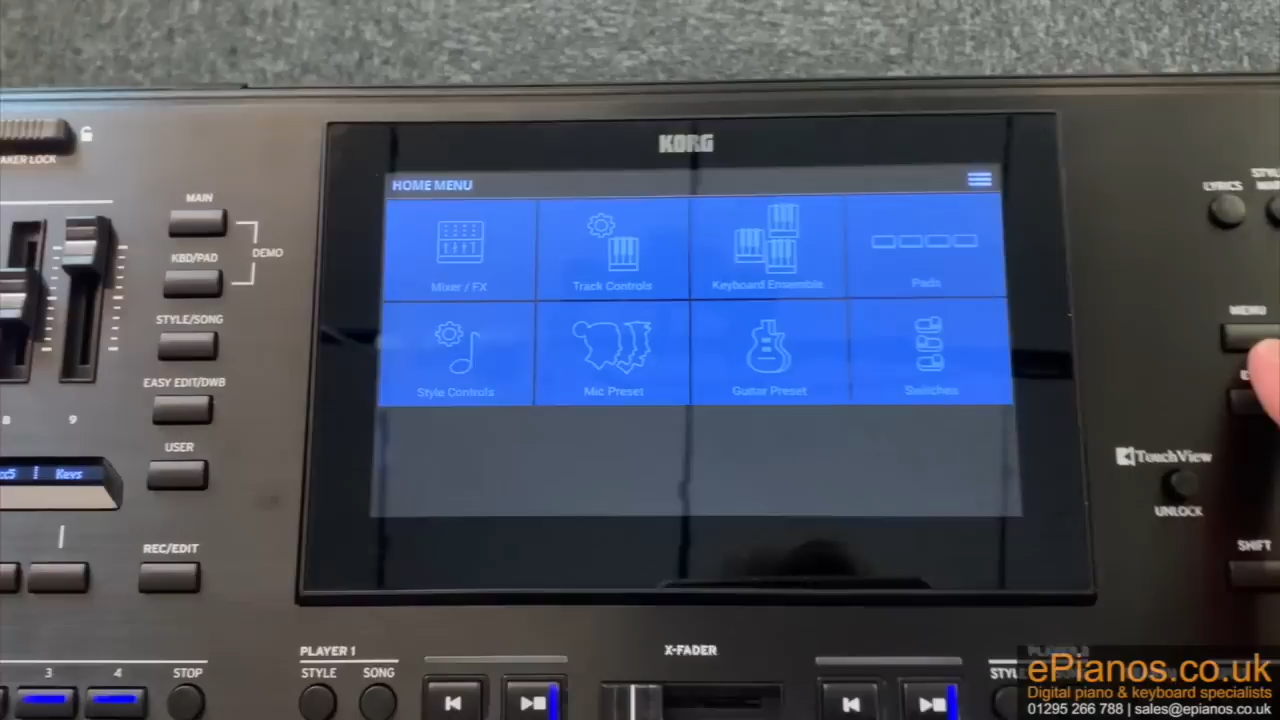 KORG
HOME MENU
Mixer / FX
Track Controls
Keyboard Ensemble
Pads
Style Controls
Mic Preset
Guitar Preset
Switches
LOCK
MAIN
KBD/PAD
DEMO
STYLE/SONG
EASY EDIT/DWB
USER
REC/EDIT
8
9
Keys
LYRICS
MENU
TouchView
UNLOCK
SHIFT
PLAYER 1
STYLE
SONG
X-FADER
3
4
STOP
ePianos.co.uk
Digital piano & keyboard specialists
01295 266 788 | sales@epianos.co.uk